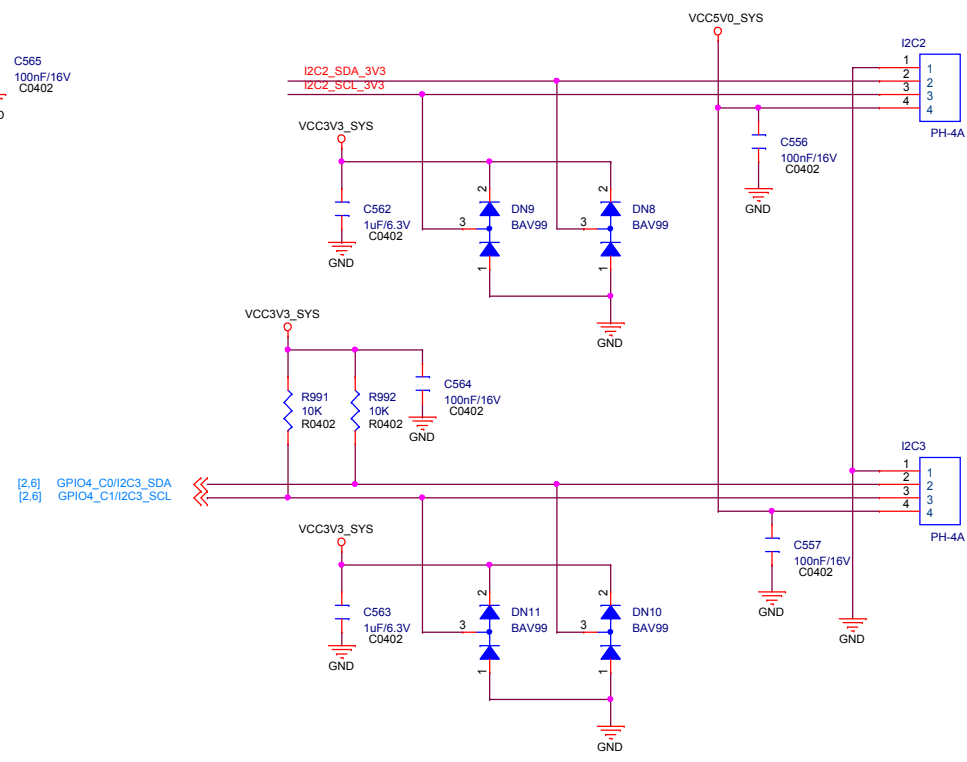 VCC5V0_SYS
I2C2
C565
100nF/16V
C0402
I2C2_SDA_3V3
I2C2_SCL_3V3
1
2
3
4
1
2
3
4
PH-4A
VCC3V3_SYS
C556
100nF/16V
C0402
GND
C562
1uF/6.3V
C0402
GND
2
3
1
DN9
BAV99
2
3
1
DN8
BAV99
GND
VCC3V3_SYS
R991
10K
R0402
R992
10K
R0402
C564
100nF/16V
C0402
GND
I2C3
[2,6] GPIO4_C0/I2C3_SDA
[2,6] GPIO4_C1/I2C3_SCL
1
2
3
4
1
2
3
4
PH-4A
VCC3V3_SYS
C557
100nF/16V
C0402
GND
C563
1uF/6.3V
C0402
GND
2
3
1
DN11
BAV99
2
3
1
DN10
BAV99
GND
GND